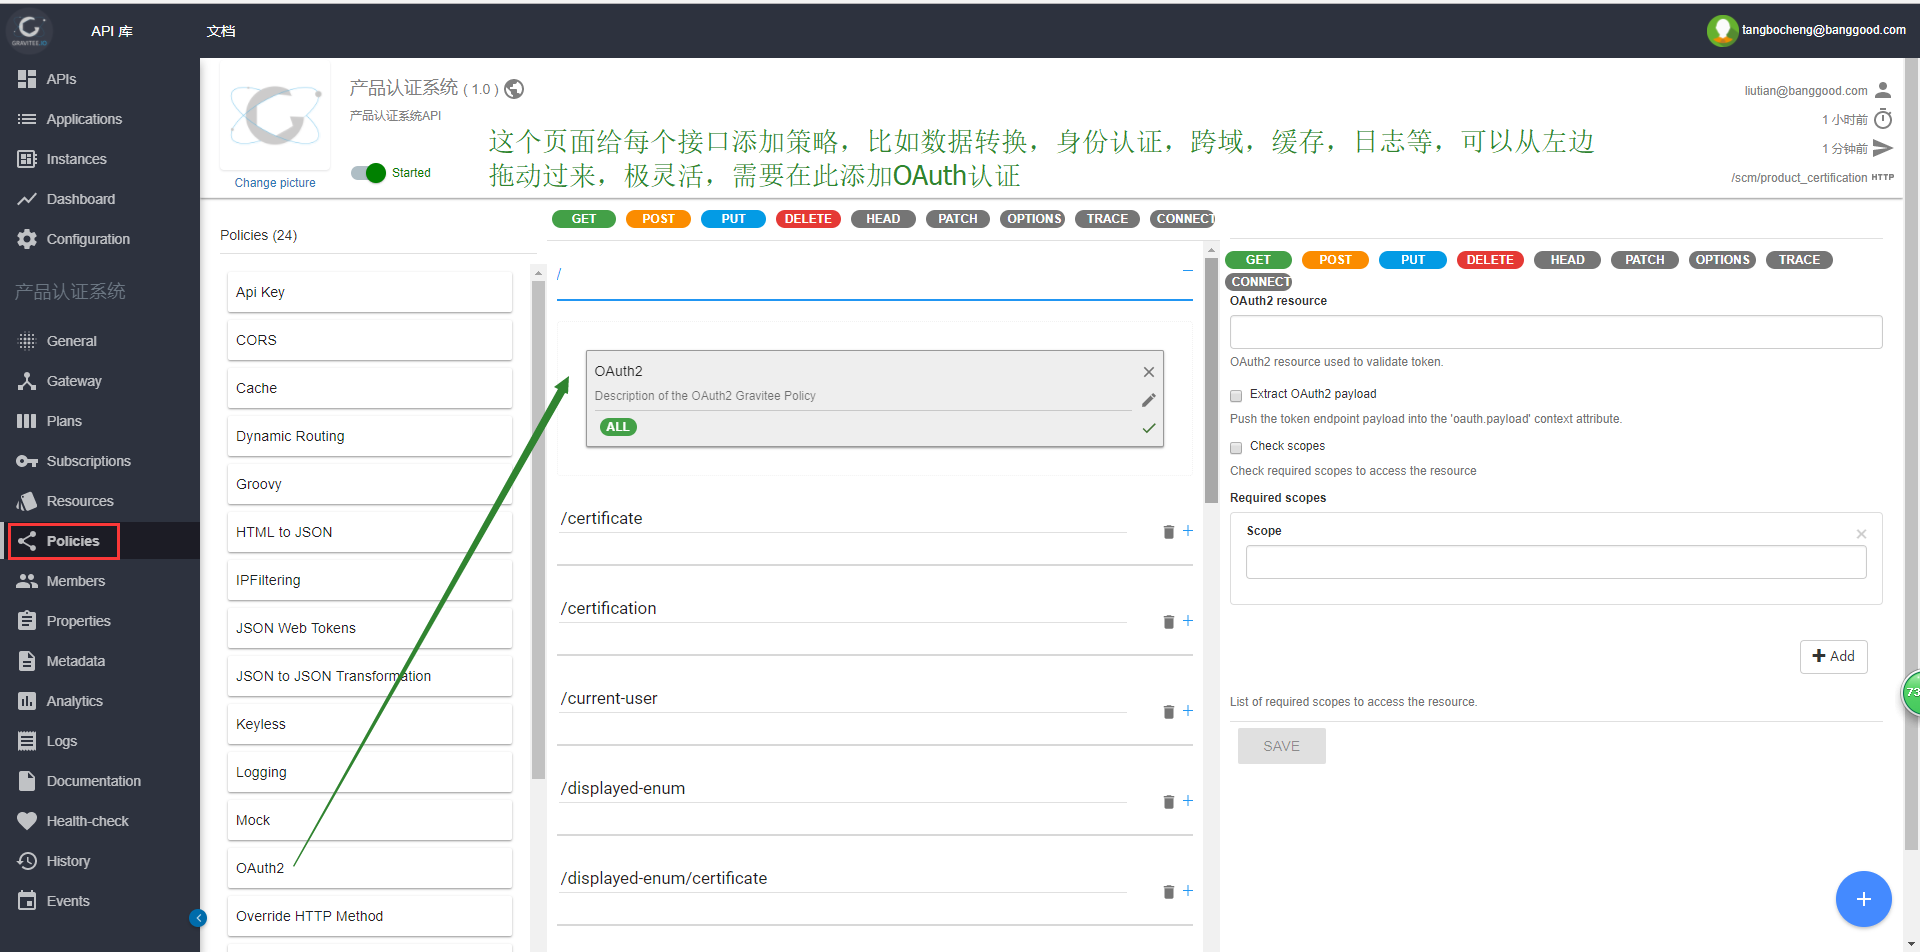 GRAVITEE.IO
API 库
文档
tangbocheng@banggood.com
APIs
Applications
Instances
Dashboard
Configuration
产品认证系统
General
Gateway
Plans
Subscriptions
Resources
Policies
Members
Properties
Metadata
Analytics
Logs
Documentation
Health-check
History
Events
Change picture
产品认证系统 ( 1.0 )
产品认证系统API
Started
这个页面给每个接口添加策略，比如数据转换，身份认证，跨域，缓存，日志等，可以从左边
拖动过来，极灵活，需要在此添加OAuth认证
liutian@banggood.com
1 小时前
1 分钟前
/scm/product_certification HTTP
Policies (24)
Api Key
CORS
Cache
Dynamic Routing
Groovy
HTML to JSON
IPFiltering
JSON Web Tokens
JSON to JSON Transformation
Keyless
Logging
Mock
OAuth2
Override HTTP Method
GET POST PUT DELETE HEAD PATCH OPTIONS TRACE CONNECT
/
OAuth2
Description of the OAuth2 Gravitee Policy
ALL
/certificate
/certification
/current-user
/displayed-enum
/displayed-enum/certificate
GET POST PUT DELETE HEAD PATCH OPTIONS TRACE
CONNECT
OAuth2 resource
OAuth2 resource used to validate token.
Extract OAuth2 payload
Push the token endpoint payload into the 'oauth.payload' context attribute.
Check scopes
Check required scopes to access the resource
Required scopes
Scope
Add
List of required scopes to access the resource.
SAVE
73